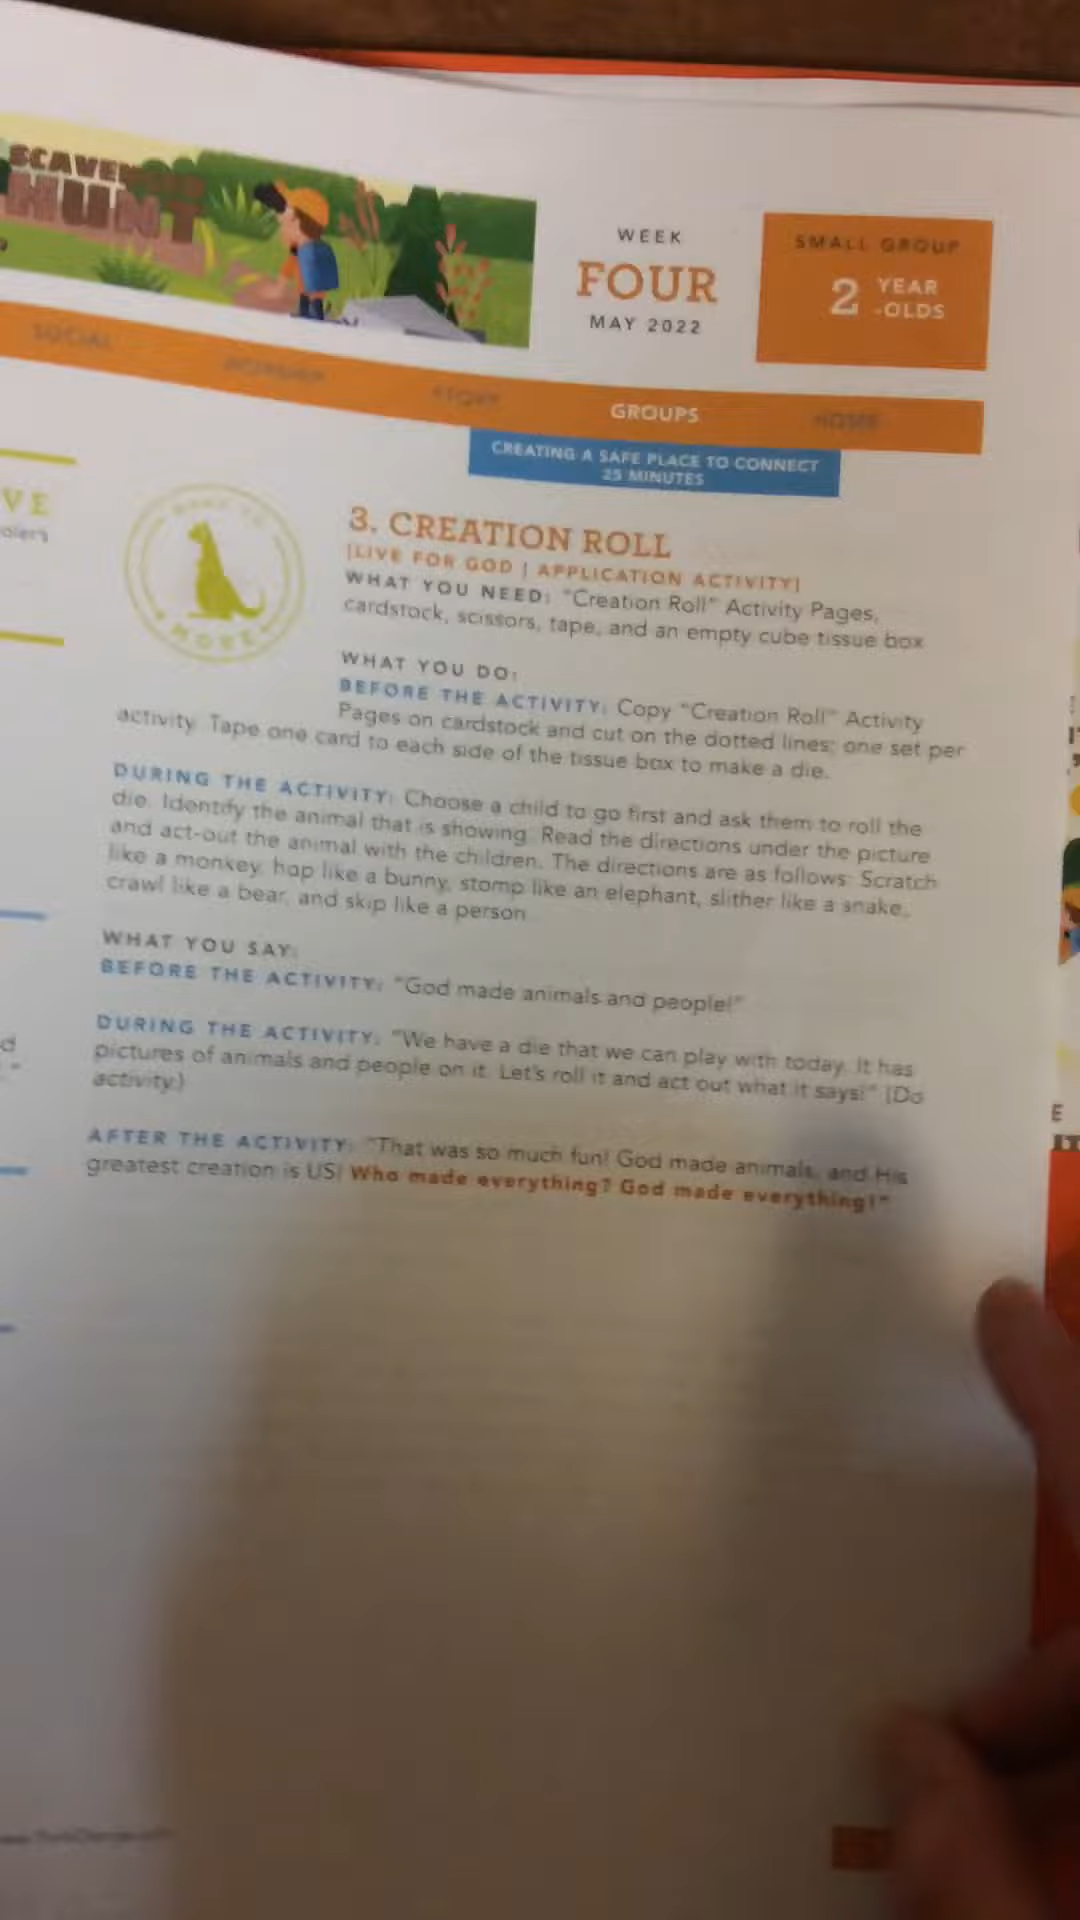 SCAVENGER
HUNT
WEEK
FOUR
MAY 2022
SMALL GROUP
2 YEAR
-OLDS
SOCIAL
WORSHIP
STORY
GROUPS
HOME
CREATING A SAFE PLACE TO CONNECT
25 MINUTES
VE
MORE
3. CREATION ROLL
[LIVE FOR GOD | APPLICATION ACTIVITY]
WHAT YOU NEED: "Creation Roll" Activity Pages,
cardstock, scissors, tape, and an empty cube tissue box
WHAT YOU DO:
BEFORE THE ACTIVITY: Copy "Creation Roll" Activity
Pages on cardstock and cut on the dotted lines; one set per
activity. Tape one card to each side of the tissue box to make a die.
DURING THE ACTIVITY: Choose a child to go first and ask them to roll the
die. Identify the animal that is showing. Read the directions under the picture
and act-out the animal with the children. The directions are as follows: Scratch
like a monkey, hop like a bunny, stomp like an elephant, slither like a snake,
crawl like a bear, and skip like a person.
WHAT YOU SAY:
BEFORE THE ACTIVITY: "God made animals and people!"
DURING THE ACTIVITY: "We have a die that we can play with today. It has
pictures of animals and people on it. Let's roll it and act out what it says!" (Do
activity.)
AFTER THE ACTIVITY: "That was so much fun! God made animals, and His
greatest creation is US! Who made everything? God made everything!"